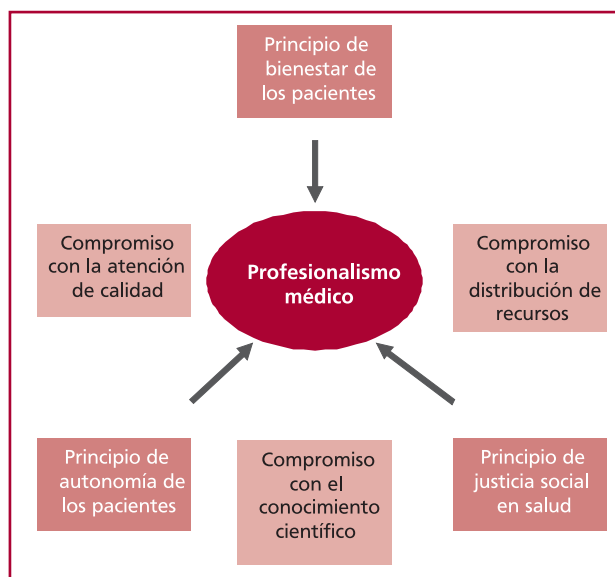 Principio de
bienestar de
los pacientes
Compromiso
con la atención
de calidad
Profesionalismo
médico
Compromiso
con la
distribución de
recursos
Principio de
autonomía de
los pacientes
Compromiso
con el
conocimiento
científico
Principio de
justicia social
en salud